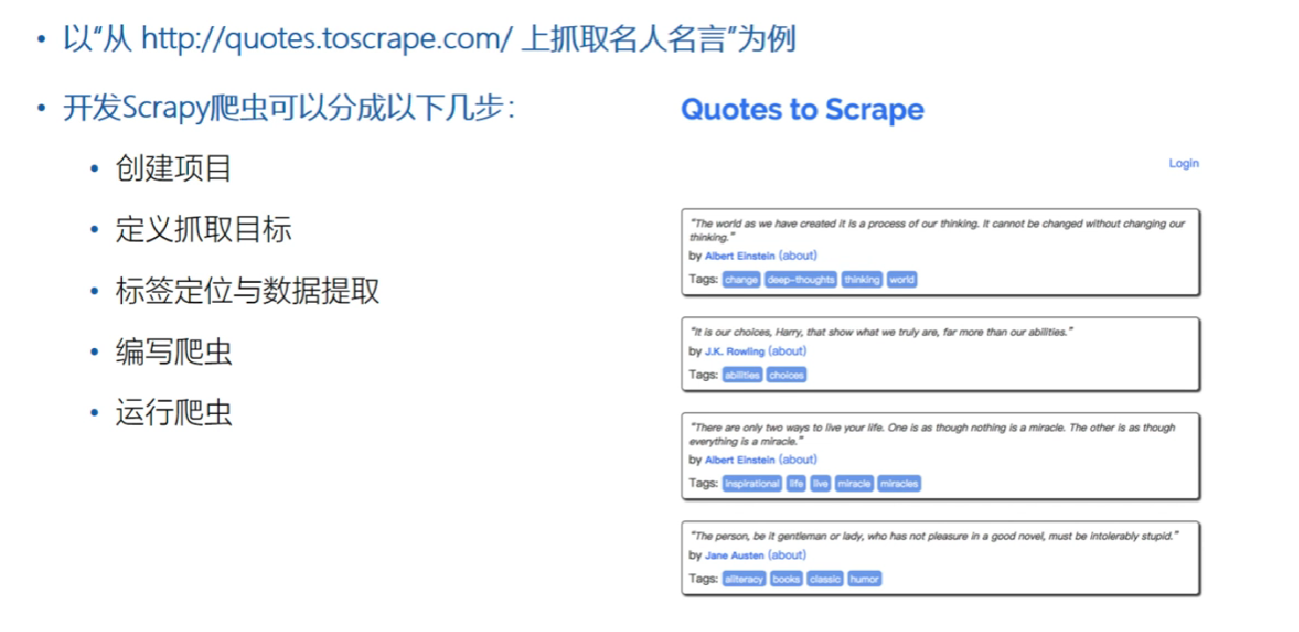 以“从 http://quotes.toscrape.com/ 上抓取名人名言”为例
开发Scrapy爬虫可以分成以下几步：
创建项目
定义抓取目标
标签定位与数据提取
编写爬虫
运行爬虫
Quotes to Scrape
Login
“The world as we have created it is a process of our thinking. It cannot be changed without changing our
thinking.”
by Albert Einstein (about)
Tags: change deep-thoughts thinking world
“It is our choices, Harry, that show what we truly are, far more than our abilities.”
by J.K. Rowling (about)
Tags: abilities choices
“There are only two ways to live your life. One is as though nothing is a miracle. The other is as though
everything is a miracle.”
by Albert Einstein (about)
Tags: inspirational life live miracle miracles
“The person, be it gentleman or lady, who has not pleasure in a good novel, must be intolerably stupid.”
by Jane Austen (about)
Tags: aliteracy books classic humor